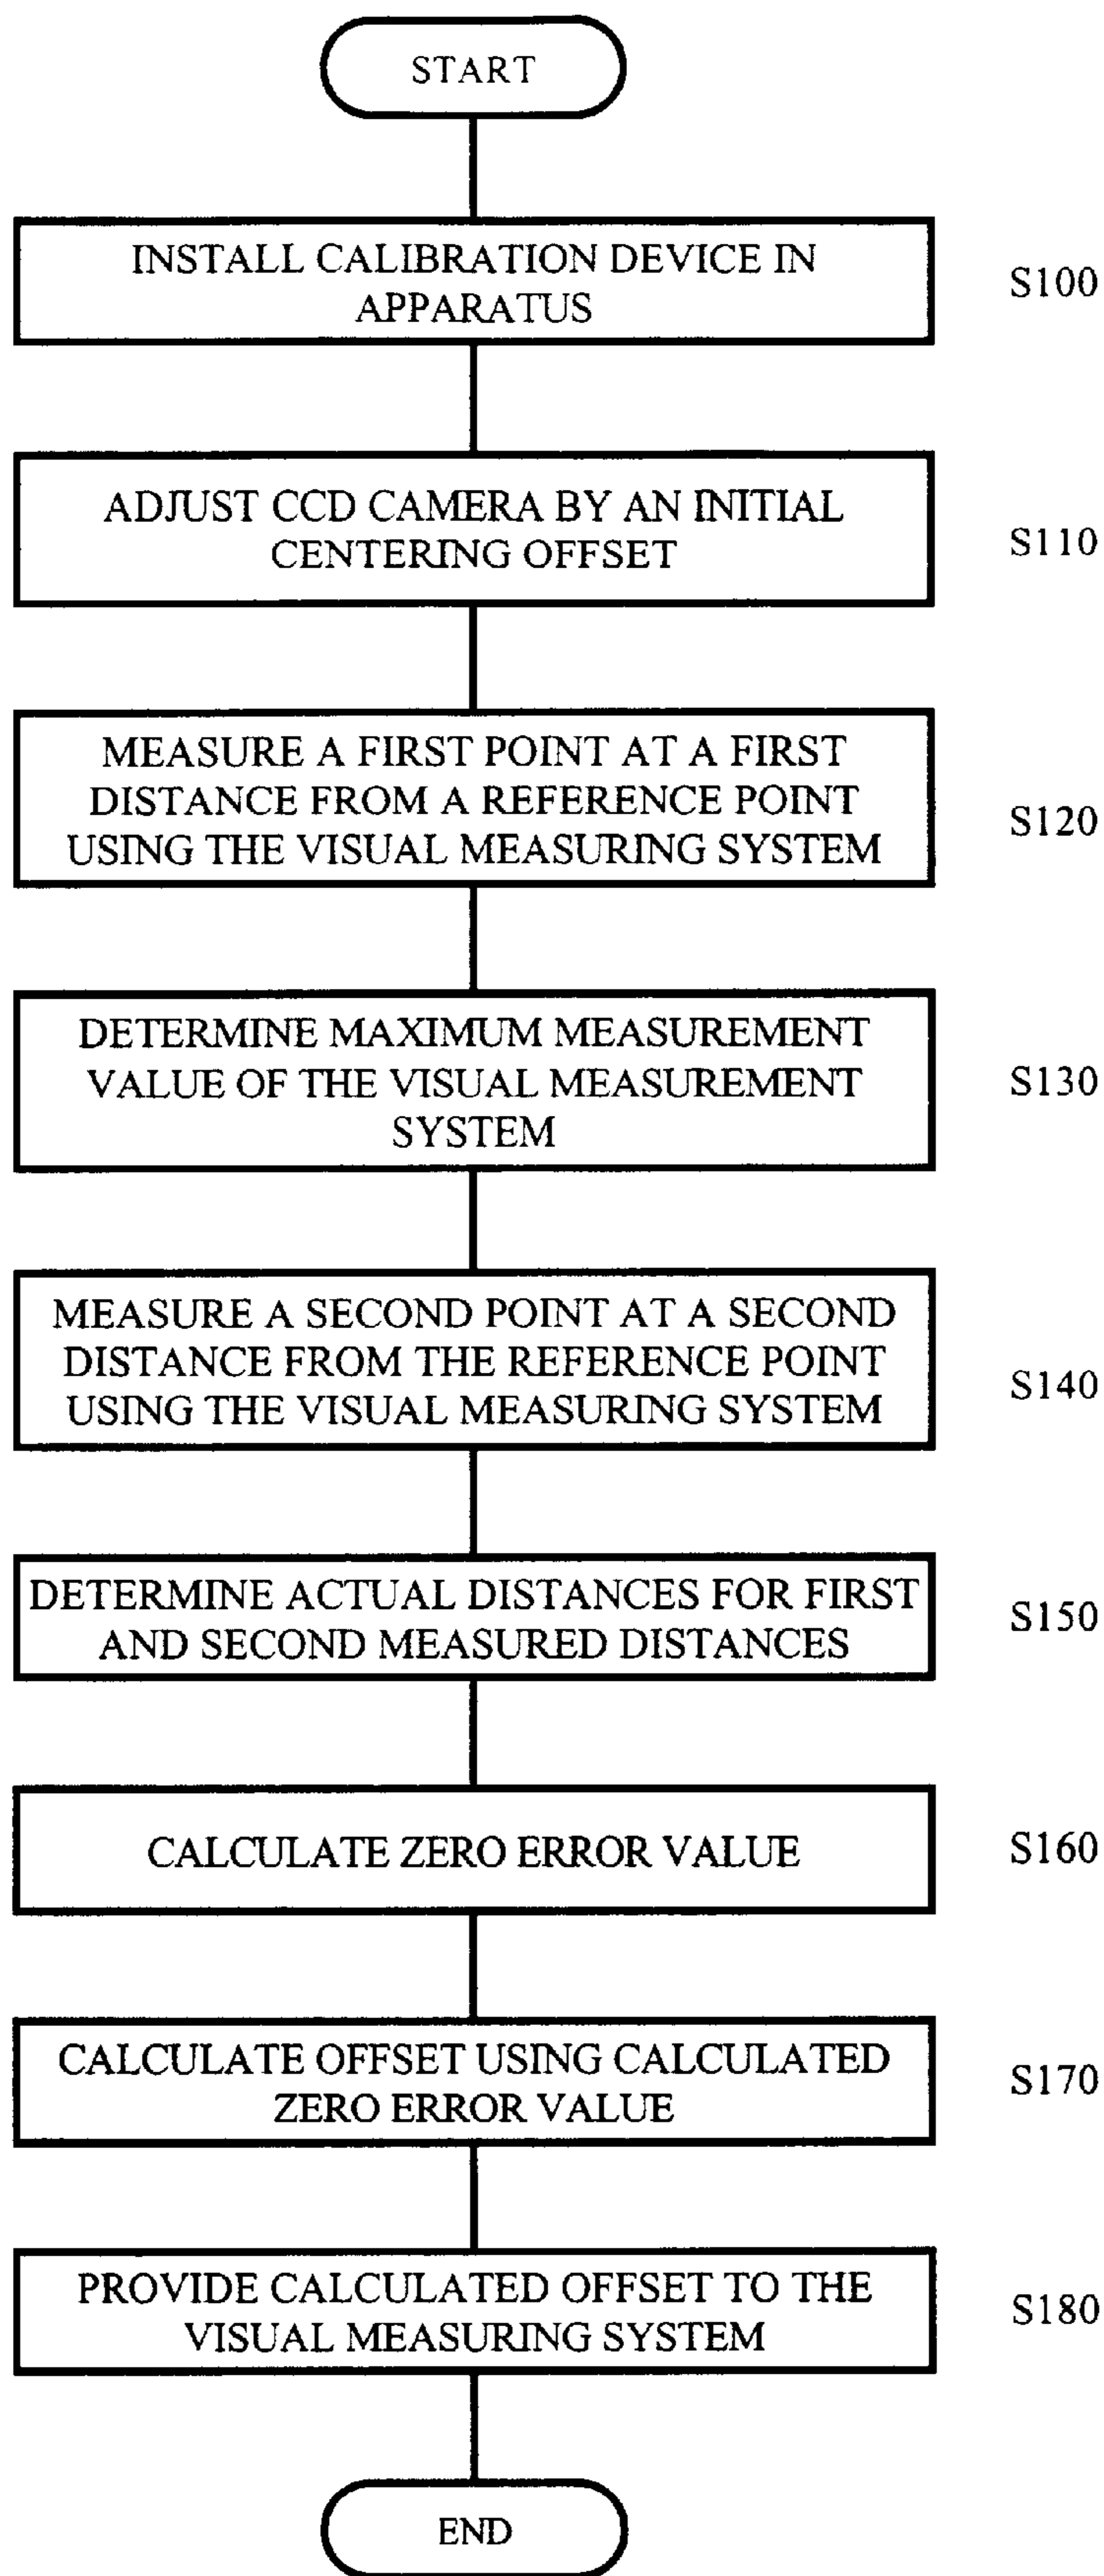 START
INSTALL CALIBRATION DEVICE IN
APPARATUS
S100
ADJUST CCD CAMERA BY AN INITIAL
CENTERING OFFSET
S110
MEASURE A FIRST POINT AT A FIRST
DISTANCE FROM A REFERENCE POINT
USING THE VISUAL MEASURING SYSTEM
S120
DETERMINE MAXIMUM MEASUREMENT
VALUE OF THE VISUAL MEASUREMENT
SYSTEM
S130
MEASURE A SECOND POINT AT A SECOND
DISTANCE FROM THE REFERENCE POINT
USING THE VISUAL MEASURING SYSTEM
S140
DETERMINE ACTUAL DISTANCES FOR FIRST
AND SECOND MEASURED DISTANCES
S150
CALCULATE ZERO ERROR VALUE
S160
CALCULATE OFFSET USING CALCULATED
ZERO ERROR VALUE
S170
PROVIDE CALCULATED OFFSET TO THE
VISUAL MEASURING SYSTEM
S180
END